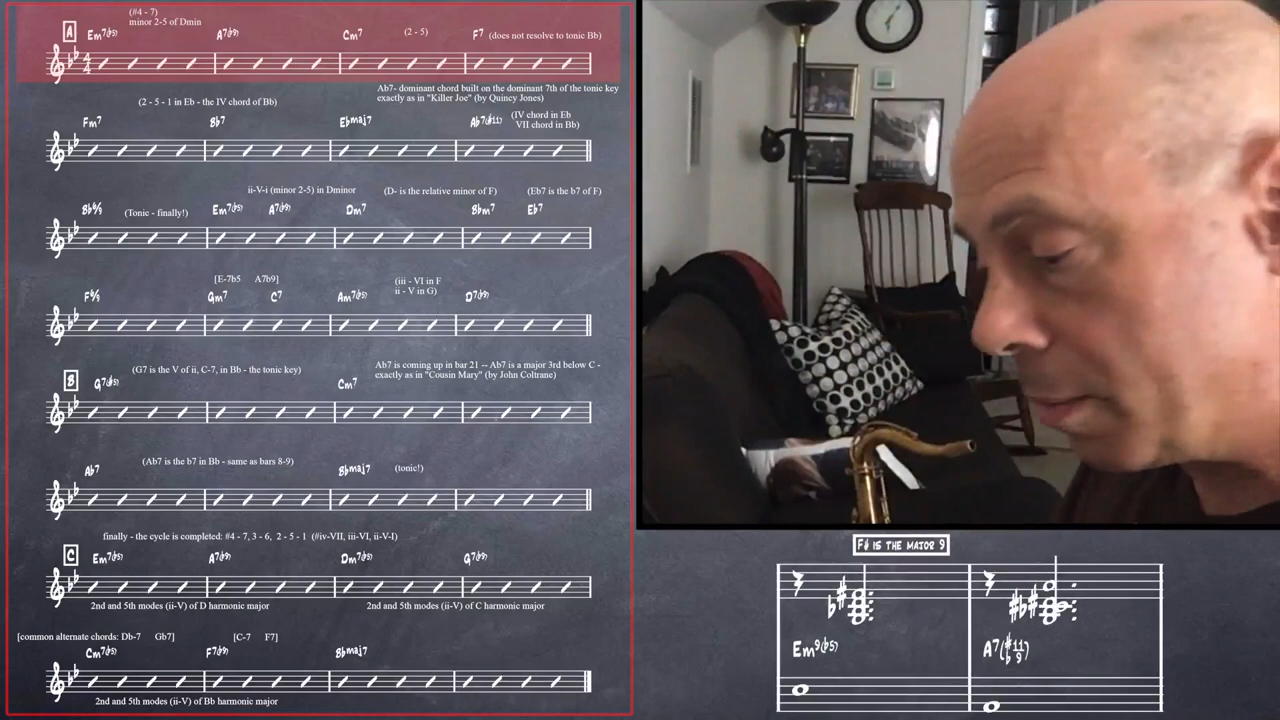 (#4 - 7)
minor 2-5 of Dmin
A Em7(b5) A7(b9) Cm7 (2 - 5) F7 (does not resolve to tonic Bb)
4/4
Ab7- dominant chord built on the dominant 7th of the tonic key
exactly as in "Killer Joe" (by Quincy Jones)
(2 - 5 - 1 in Eb - the IV chord of Bb)
Fm7 Bb7 Ebmaj7 Ab7(#11) (IV chord in Eb
VII chord in Bb)
ii-V-i (minor 2-5) in Dminor (D- is the relative minor of F) (Eb7 is the b7 of F)
Bb6/9 (Tonic - finally!) Em7(b5) A7(b9) Dm7 Bbm7 Eb7
[E-7b5 A7b9] (iii - VI in F
ii - V in G)
F6/9 Gm7 C7 Am7(b5) D7(b9)
(G7 is the V of ii, C-7, in Bb - the tonic key) Ab7 is coming up in bar 21 -- Ab7 is a major 3rd below C -
exactly as in "Cousin Mary" (by John Coltrane)
B G7(#5) Cm7
Ab7 (Ab7 is the b7 in Bb - same as bars 8-9) Bbmaj7 (tonic!)
finally - the cycle is completed: #4 - 7, 3 - 6, 2 - 5 - 1 (#iv-VII, iii-VI, ii-V-I)
C Em7(b5) A7(b9) Dm7(b5) G7(b9)
2nd and 5th modes (ii-V) of D harmonic major 2nd and 5th modes (ii-V) of C harmonic major
[common alternate chords: Db-7 Gb7] [C-7 F7]
Cm7(b5) F7(b9) Bbmaj7
2nd and 5th modes (ii-V) of Bb harmonic major
F# IS THE MAJOR 9
Em9(b5) A7(#11 b9)